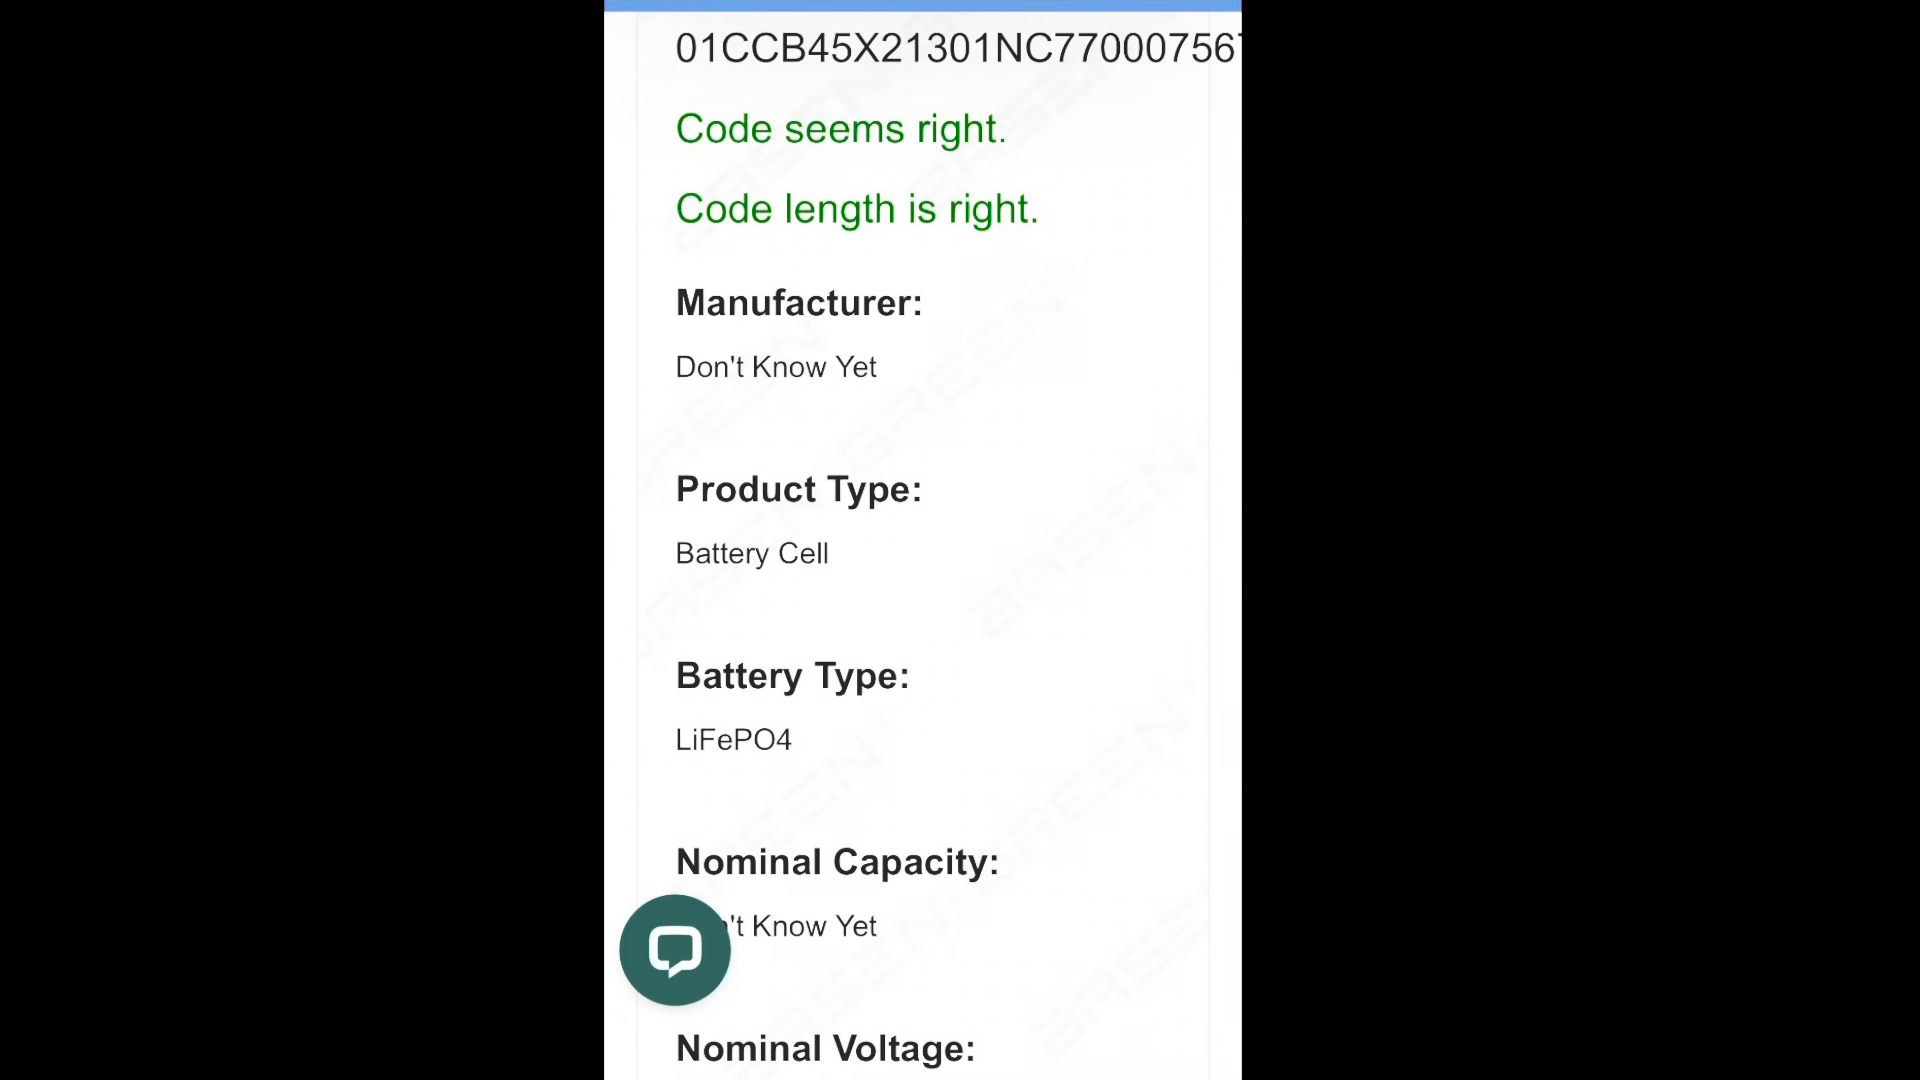 01CCB45X21301NC770007567
Code seems right.
Code length is right.
Manufacturer:
Don't Know Yet
Product Type:
Battery Cell
Battery Type:
LiFePO4
Nominal Capacity:
't Know Yet
Nominal Voltage: